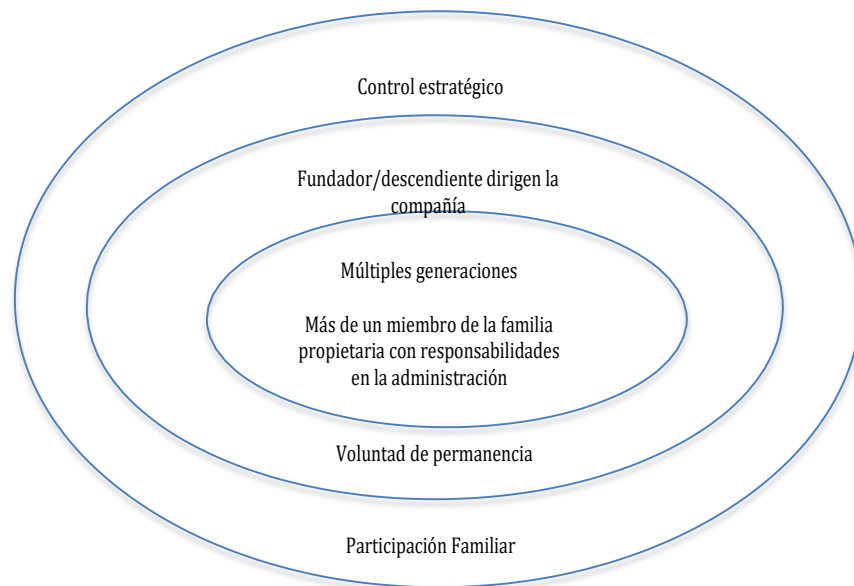 Control estratégico
Fundador/descendiente dirigen la
compañía
Múltiples generaciones
Más de un miembro de la familia
propietaria con responsabilidades
en la administración
Voluntad de permanencia
Participación Familiar